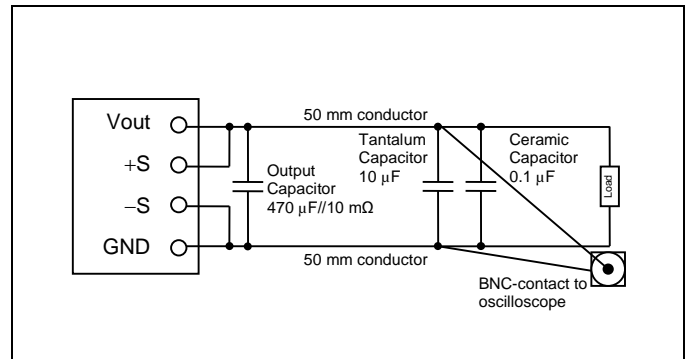 50 mm conductor
Vout
+S
−S
GND
Output
Capacitor
470 µF//10 mΩ
Tantalum
Capacitor
10 µF
Ceramic
Capacitor
0.1 µF
Load
50 mm conductor
BNC-contact to
oscilloscope